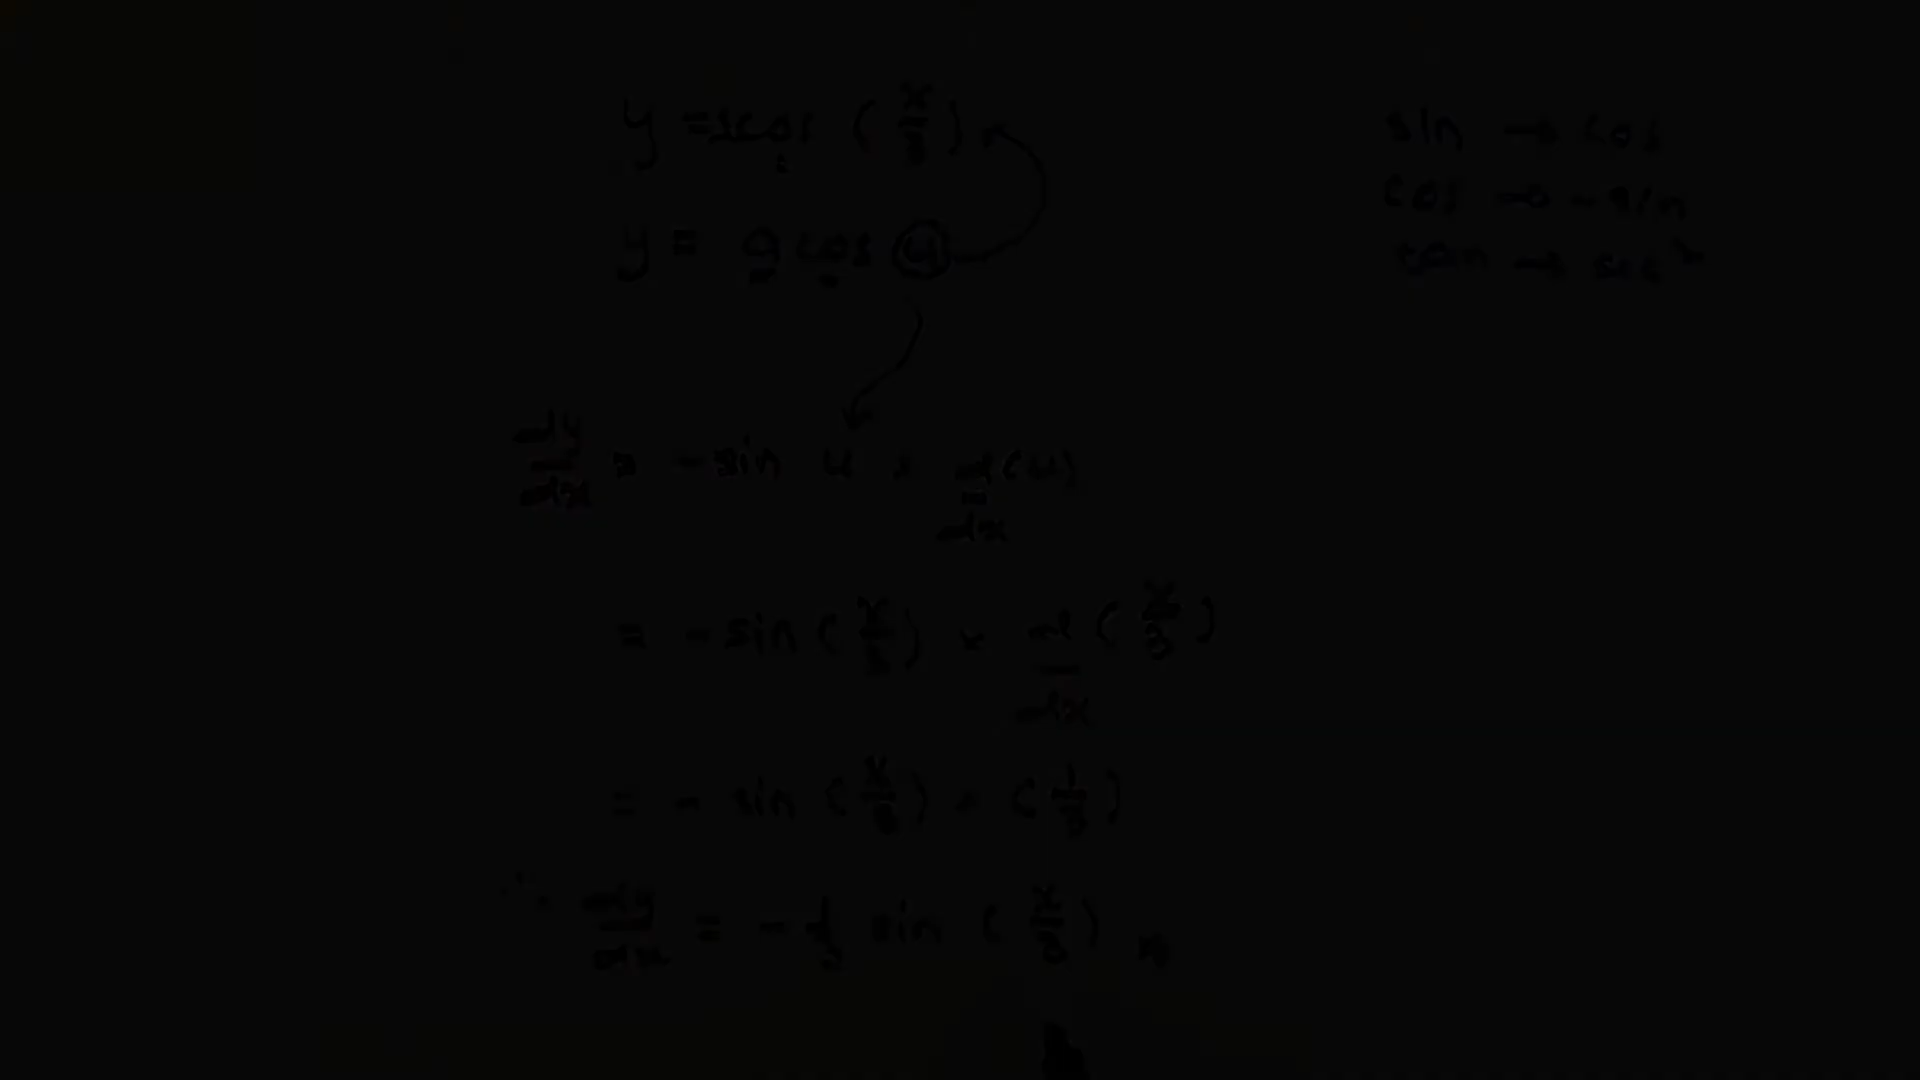 y = cos (x/3)
y = a cos u
dy/dx = - sin u × d(u)/dx
= - sin (x/3) × d/dx (x/3)
= - sin (x/3) × (1/3)
∴ dy/dx = - 1/3 sin (x/3)
sin → cos
cos → - sin
tan → sec²